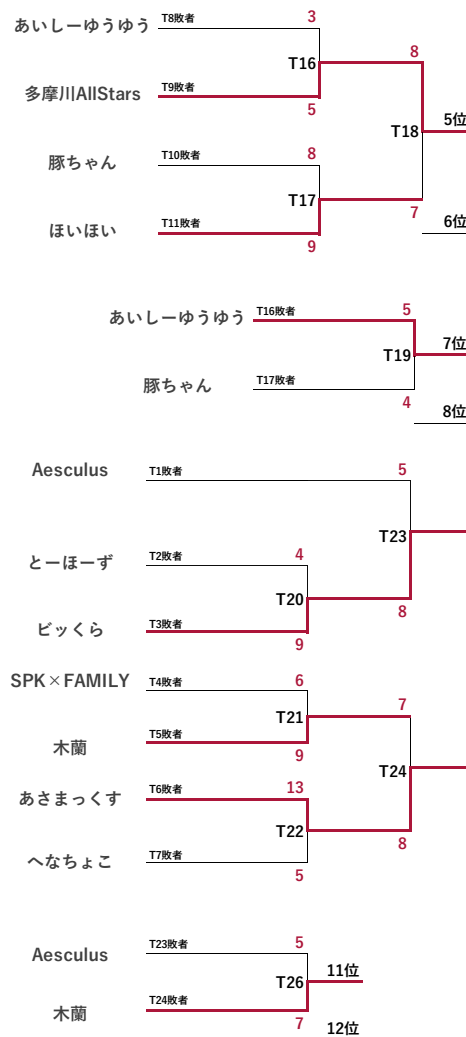 あいしーゆうゆう
T8敗者
3
T16
8
多摩川AllStars
T9敗者
5
T18
5位
豚ちゃん
T10敗者
8
T17
7
6位
ほいほい
T11敗者
9
あいしーゆうゆう
T16敗者
5
T19
7位
豚ちゃん
T17敗者
4
8位
Aesculus
T1敗者
5
T23
とーほーず
T2敗者
4
T20
8
ビッくら
T3敗者
9
SPK×FAMILY
T4敗者
6
T21
7
木蘭
T5敗者
9
T24
あさまっくす
T6敗者
13
T22
8
へなちょこ
T7敗者
5
Aesculus
T23敗者
5
T26
11位
木蘭
T24敗者
7
12位